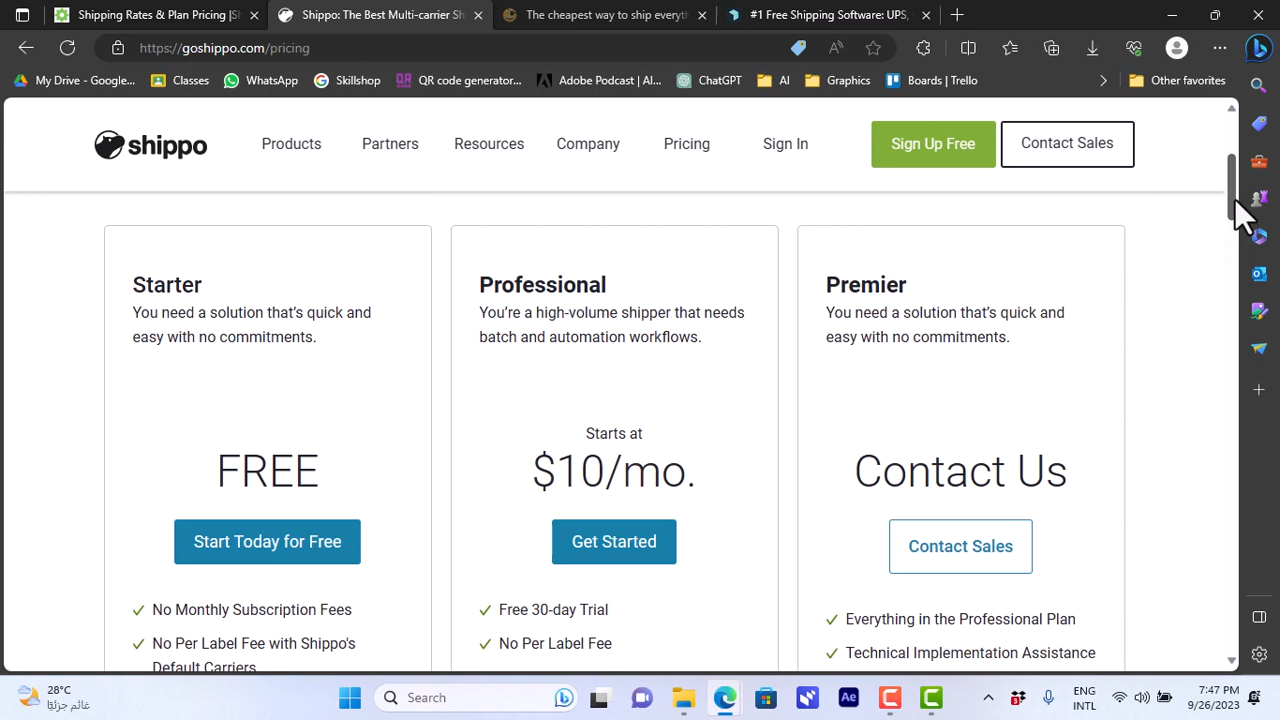 Shipping Rates & Plan Pricing | S
Shippo: The Best Multi-carrier Sh
The cheapest way to ship everyth
#1 Free Shipping Software: UPS,
https://goshippo.com/pricing
My Drive - Google...
Classes
WhatsApp
Skillshop
QR code generator...
Adobe Podcast | AI...
ChatGPT
AI
Graphics
Boards | Trello
Other favorites
shippo
Products
Partners
Resources
Company
Pricing
Sign In
Sign Up Free
Contact Sales
Starter
You need a solution that's quick and
easy with no commitments.
FREE
Start Today for Free
No Monthly Subscription Fees
No Per Label Fee with Shippo's
Default Carriers
Professional
You're a high-volume shipper that needs
batch and automation workflows.
Starts at
$10/mo.
Get Started
Free 30-day Trial
No Per Label Fee
Premier
You need a solution that's quick and
easy with no commitments.
Contact Us
Contact Sales
Everything in the Professional Plan
Technical Implementation Assistance
28°C
غائم جزئيًا
Search
Ae
ENG
INTL
7:47 PM
9/26/2023